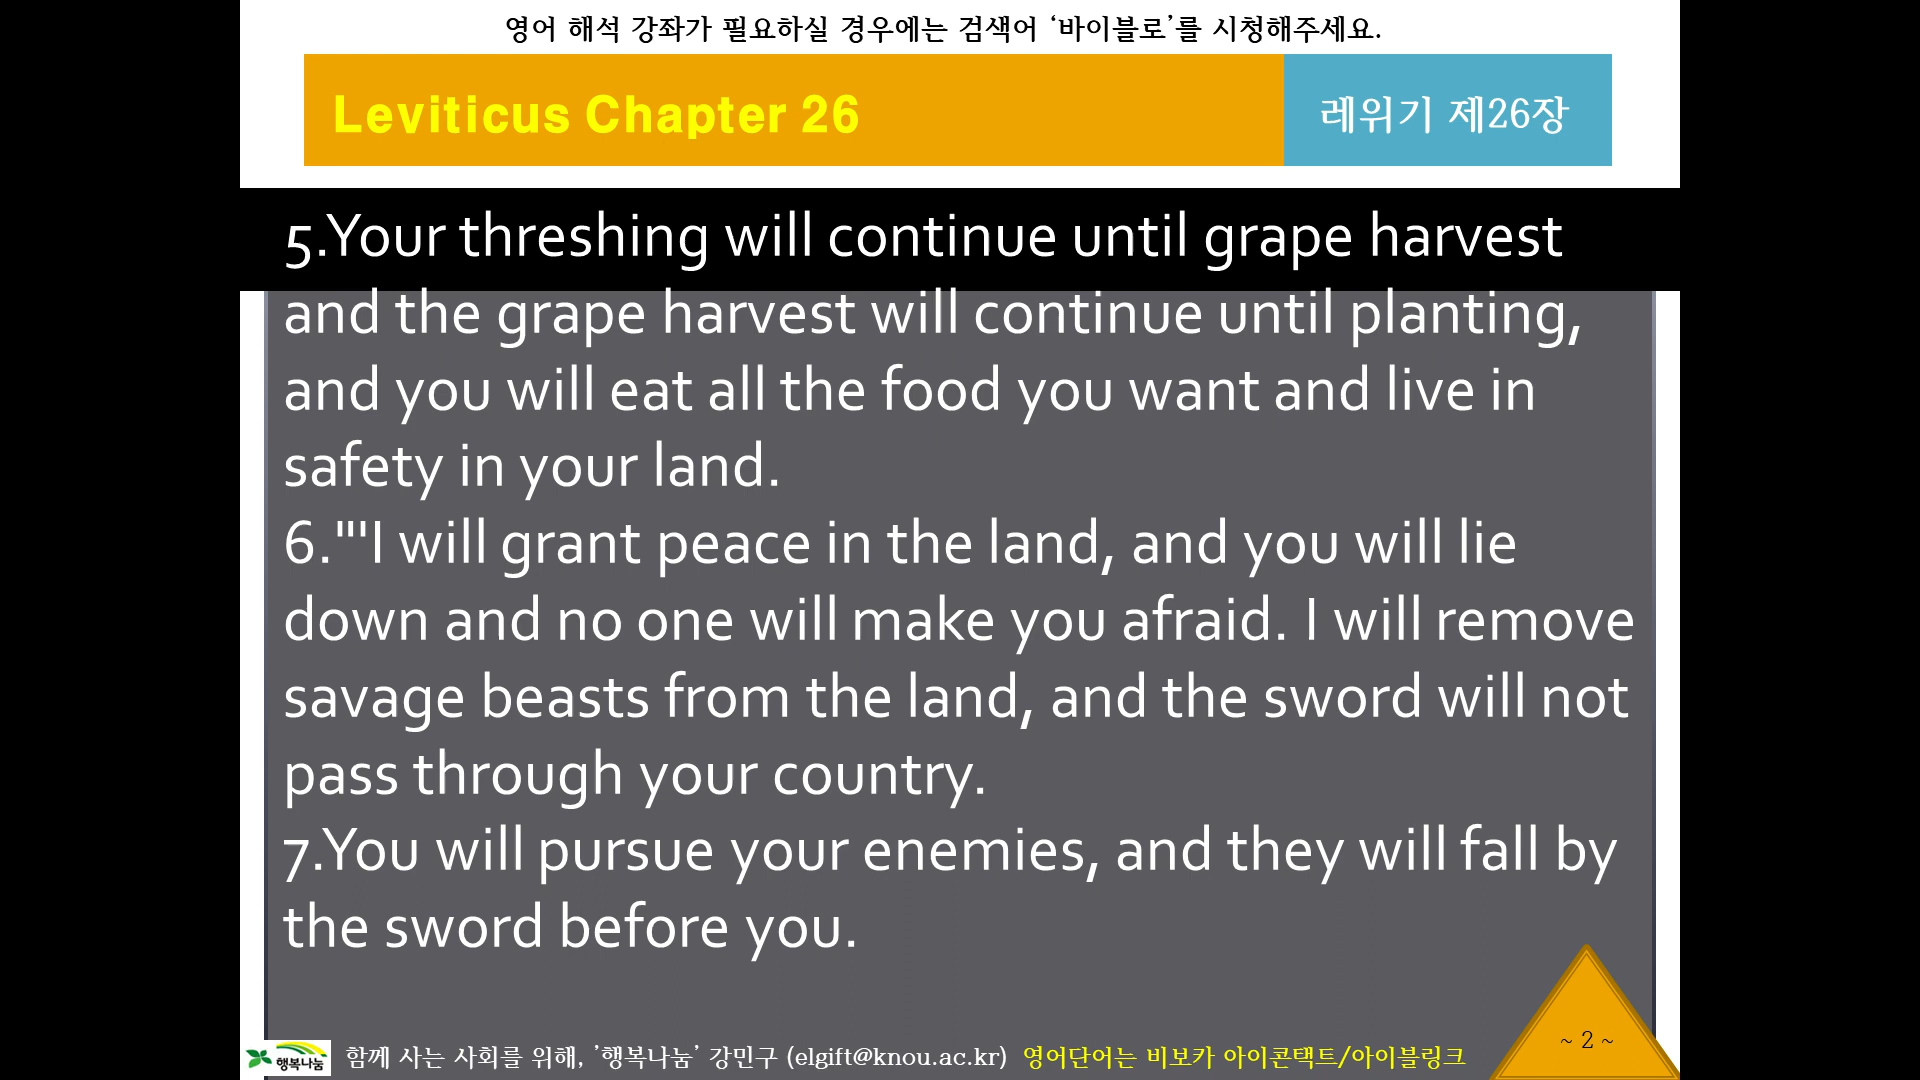 영어 해석 강좌가 필요하실 경우에는 검색어 ‘바이블로’를 시청해주세요.
Leviticus Chapter 26
레위기 제26장
5.Your threshing will continue until grape harvest
and the grape harvest will continue until planting,
and you will eat all the food you want and live in
safety in your land.
6."'I will grant peace in the land, and you will lie
down and no one will make you afraid. I will remove
savage beasts from the land, and the sword will not
pass through your country.
7.You will pursue your enemies, and they will fall by
the sword before you.
~ 2 ~
행복나눔
함께 사는 사회를 위해, ’행복나눔’ 강민구 (elgift@knou.ac.kr) 영어단어는 비보카 아이콘택트/아이블링크